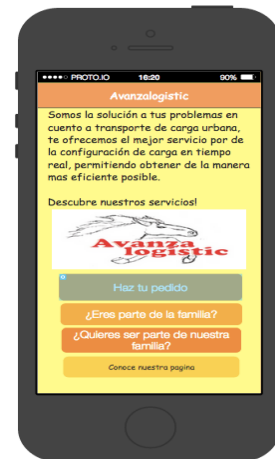 PROTO.IO 16:20 90%
Avanzalogistic
Somos la solución a tus problemas en
cuento a transporte de carga urbana,
te ofrecemos el mejor servicio por de
la configuración de carga en tiempo
real, permitiendo obtener de la manera
mas eficiente posible.
Descubre nuestros servicios!
Avanza
logistic
Haz tu pedido
¿Eres parte de la familia?
¿Quieres ser parte de nuestra
familia?
Conoce nuestra pagina